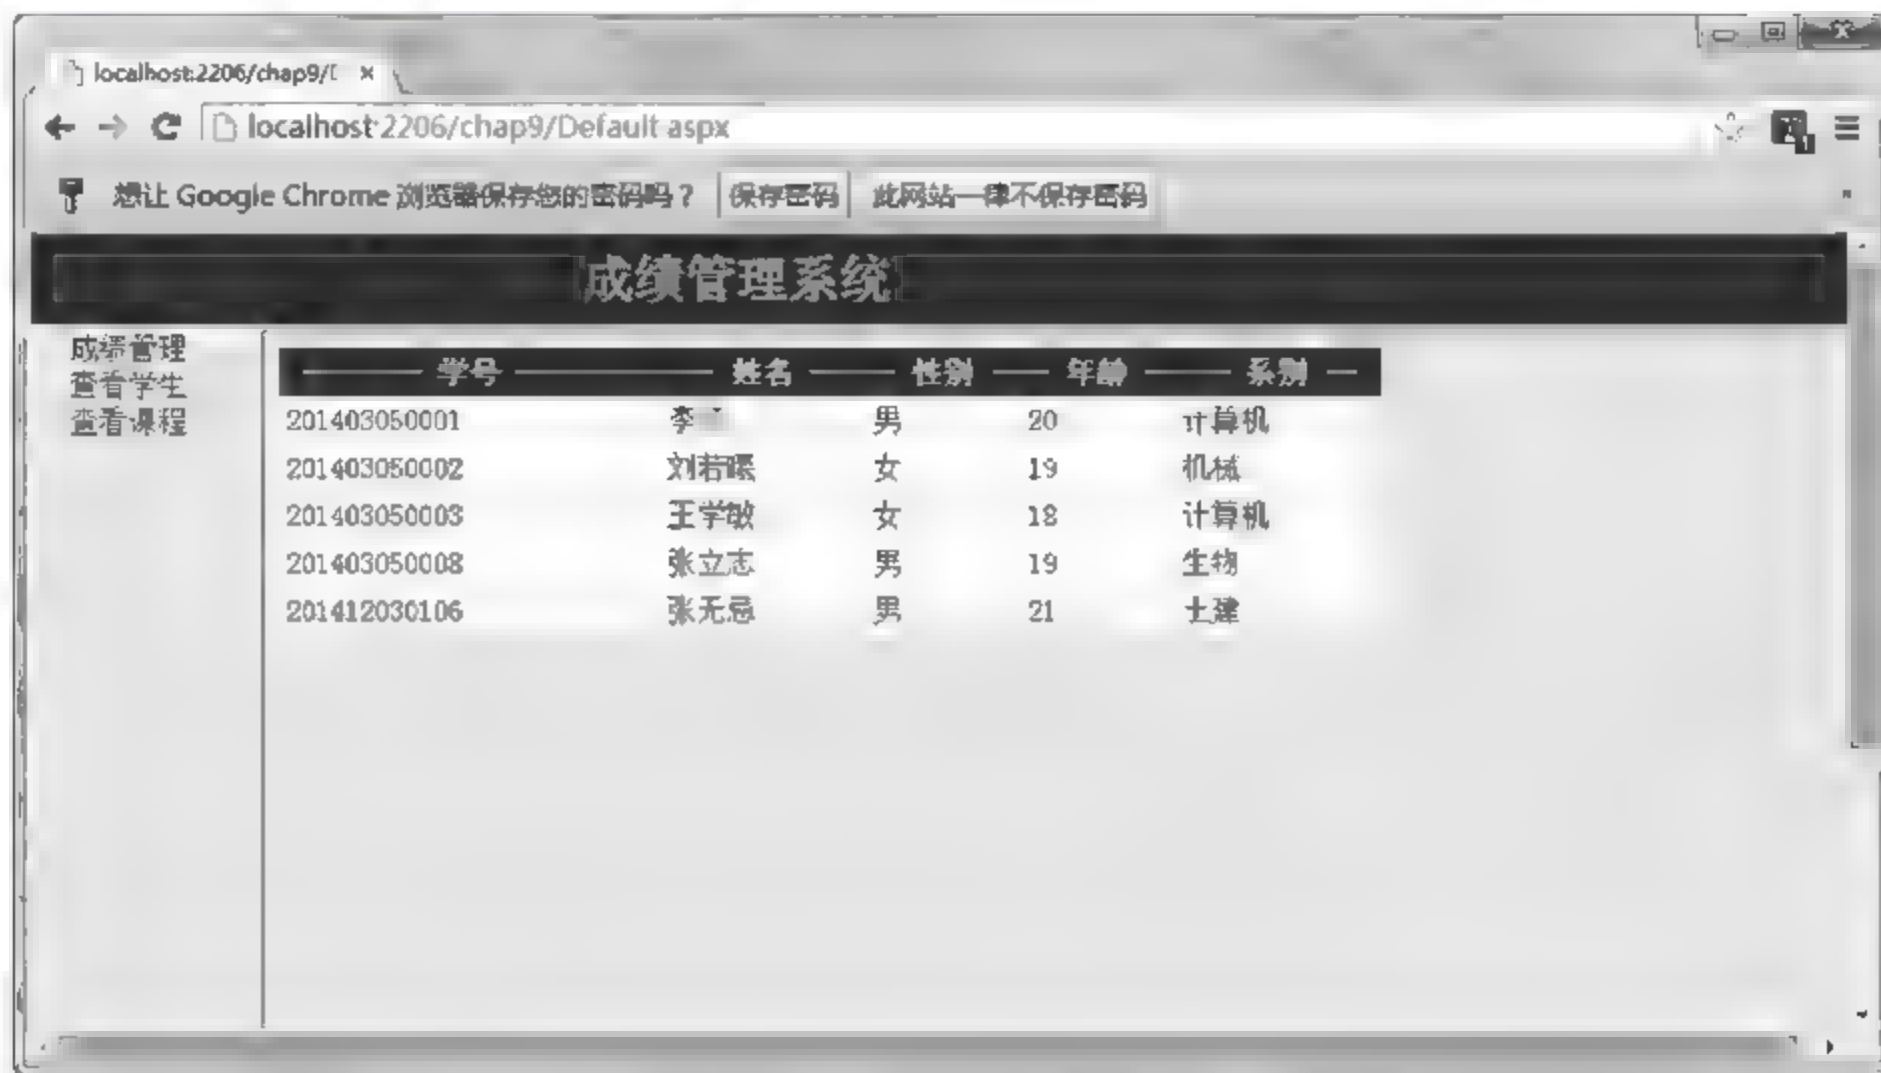 localhost:2206/chap9/
localhost:2206/chap9/Default.aspx
想让 Google Chrome 浏览器保存您的密码吗？ 保存密码 此网站一律不保存密码
成绩管理系统
成绩管理
查看学生
查看课程
学号 姓名 性别 年龄 系别
201403050001 李 男 20 计算机
201403050002 刘若 女 19 机械
201403050003 王学敏 女 18 计算机
201403050008 张立志 男 19 生物
201412030106 张无忌 男 21 土建